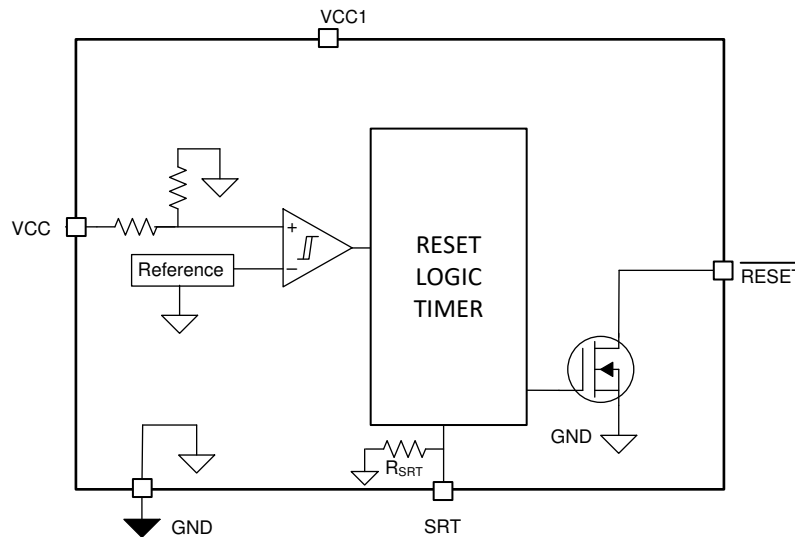 VCC1
VCC
+
−
Reference
RESET
LOGIC
TIMER
RESET
GND
RSRT
GND
SRT